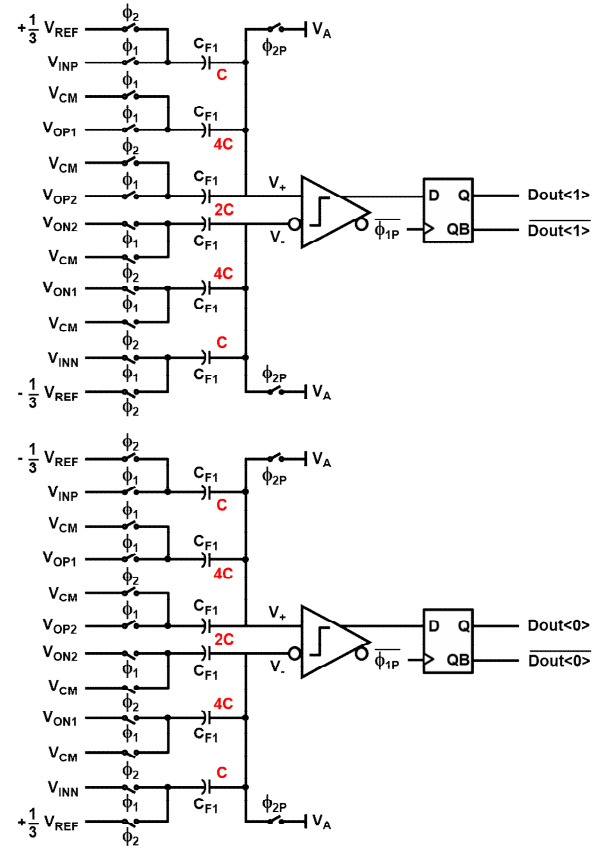 ϕ2
+ 1/3 VREF
ϕ2P
VA
ϕ1
CF1
VINP
C
ϕ1
VCM
ϕ1
CF1
VOP1
4C
ϕ2
VCM
ϕ1
CF1
V+
VOP2
2C
D Q
Dout<1>
VON2
ϕ1
CF1
V-
ϕ1P
QB
Dout<1>
VCM
ϕ2
4C
VON1
ϕ1
CF1
VCM
ϕ2
C
VINN
ϕ1
CF1
ϕ2P
VA
- 1/3 VREF
ϕ2
ϕ2
- 1/3 VREF
ϕ2P
VA
ϕ1
CF1
VINP
C
ϕ1
VCM
ϕ1
CF1
VOP1
4C
ϕ2
VCM
ϕ1
CF1
V+
VOP2
2C
D Q
Dout<0>
VON2
ϕ1
CF1
V-
ϕ1P
QB
Dout<0>
VCM
ϕ2
4C
VON1
ϕ1
CF1
VCM
ϕ2
C
VINN
ϕ1
CF1
ϕ2P
VA
+ 1/3 VREF
ϕ2